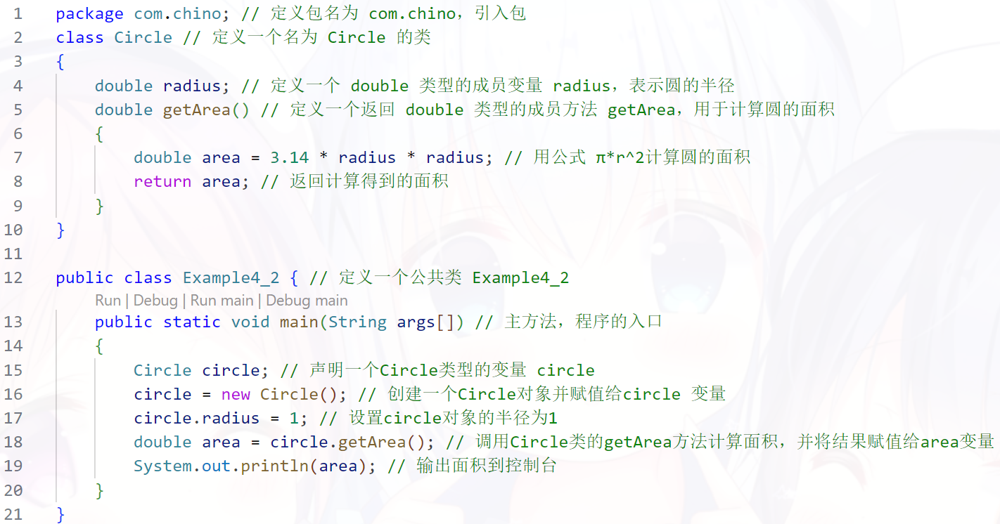 1 package com.chino; // 定义包名为 com.chino，引入包
2 class Circle // 定义一个名为 Circle 的类
3 {
4 double radius; // 定义一个 double 类型的成员变量 radius，表示圆的半径
5 double getArea() // 定义一个返回 double 类型的成员方法 getArea，用于计算圆的面积
6 {
7 double area = 3.14 * radius * radius; // 用公式 π*r^2计算圆的面积
8 return area; // 返回计算得到的面积
9 }
10 }
11
12 public class Example4_2 { // 定义一个公共类 Example4_2
Run | Debug | Run main | Debug main
13 public static void main(String args[]) // 主方法，程序的入口
14 {
15 Circle circle; // 声明一个Circle类型的变量 circle
16 circle = new Circle(); // 创建一个Circle对象并赋值给circle 变量
17 circle.radius = 1; // 设置circle对象的半径为1
18 double area = circle.getArea(); // 调用Circle类的getArea方法计算面积，并将结果赋值给area变量
19 System.out.println(area); // 输出面积到控制台
20 }
21 }